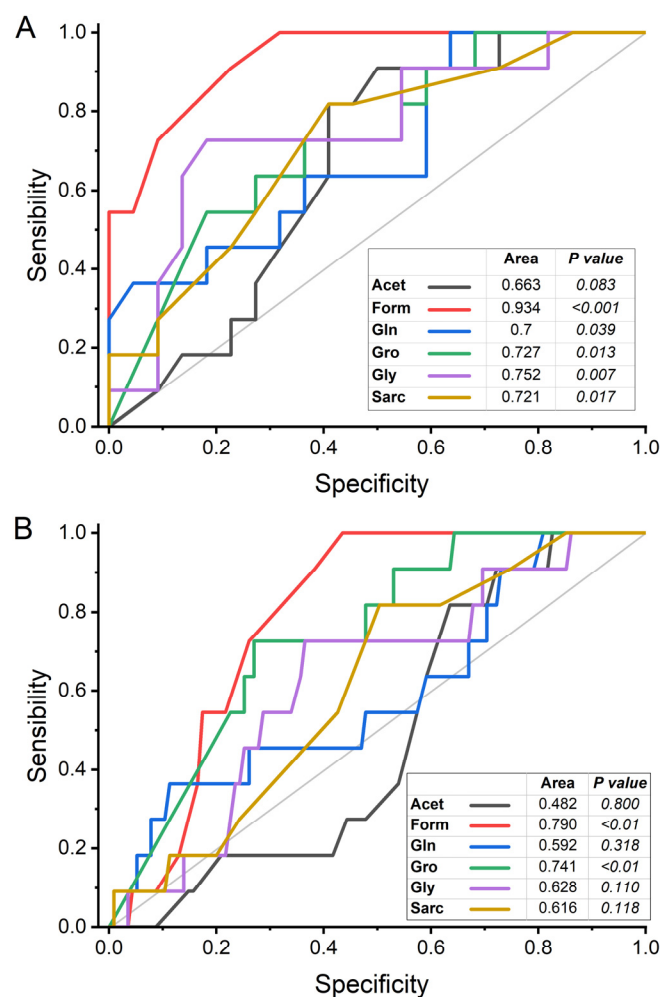 A
1.0
0.8
0.6
0.4
0.2
0.0
Sensibility
Area P value
Acet 0.663 0.083
Form 0.934 <0.001
Gln 0.7 0.039
Gro 0.727 0.013
Gly 0.752 0.007
Sarc 0.721 0.017
0.0 0.2 0.4 0.6 0.8 1.0
Specificity
B
1.0
0.8
0.6
0.4
0.2
0.0
Sensibility
Area P value
Acet 0.482 0.800
Form 0.790 <0.01
Gln 0.592 0.318
Gro 0.741 <0.01
Gly 0.628 0.110
Sarc 0.616 0.118
0.0 0.2 0.4 0.6 0.8 1.0
Specificity